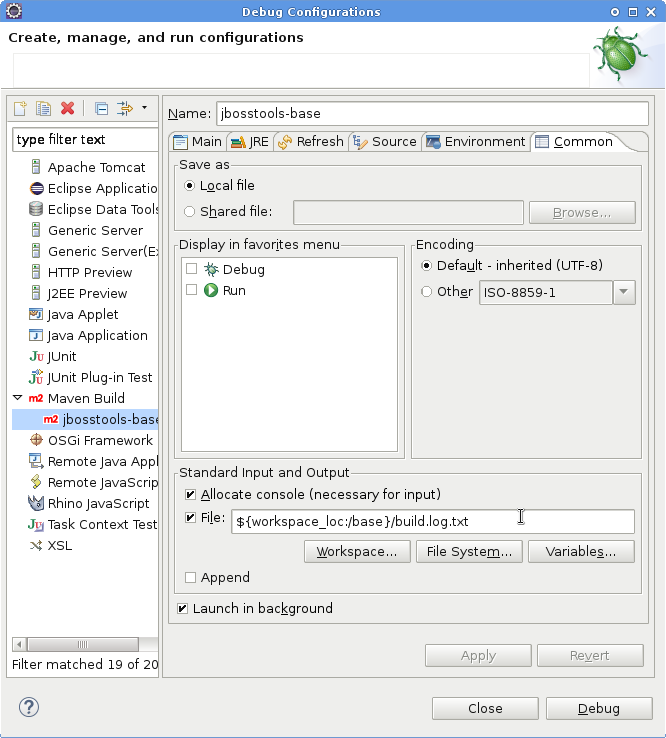 Debug Configurations
Create, manage, and run configurations
type filter text
Apache Tomcat
Eclipse Applicatio
Eclipse Data Tools
Generic Server
Generic Server(Ex
HTTP Preview
J2EE Preview
Java Applet
Java Application
Ju JUnit
Ju JUnit Plug-in Test
m2 Maven Build
m2 jbosstools-base
OSGi Framework
Remote Java Appl
Remote JavaScrip
Rhino JavaScript
Ju Task Context Test
XSL
Filter matched 19 of 20
Name: jbosstools-base
Main JRE Refresh Source Environment Common
Save as
Local file
Shared file: Browse...
Display in favorites menu
Debug
Run
Encoding
Default - inherited (UTF-8)
Other ISO-8859-1
Standard Input and Output
Allocate console (necessary for input)
File: ${workspace_loc:/base}/build.log.txt
Workspace... File System... Variables...
Append
Launch in background
Apply Revert
? Close Debug